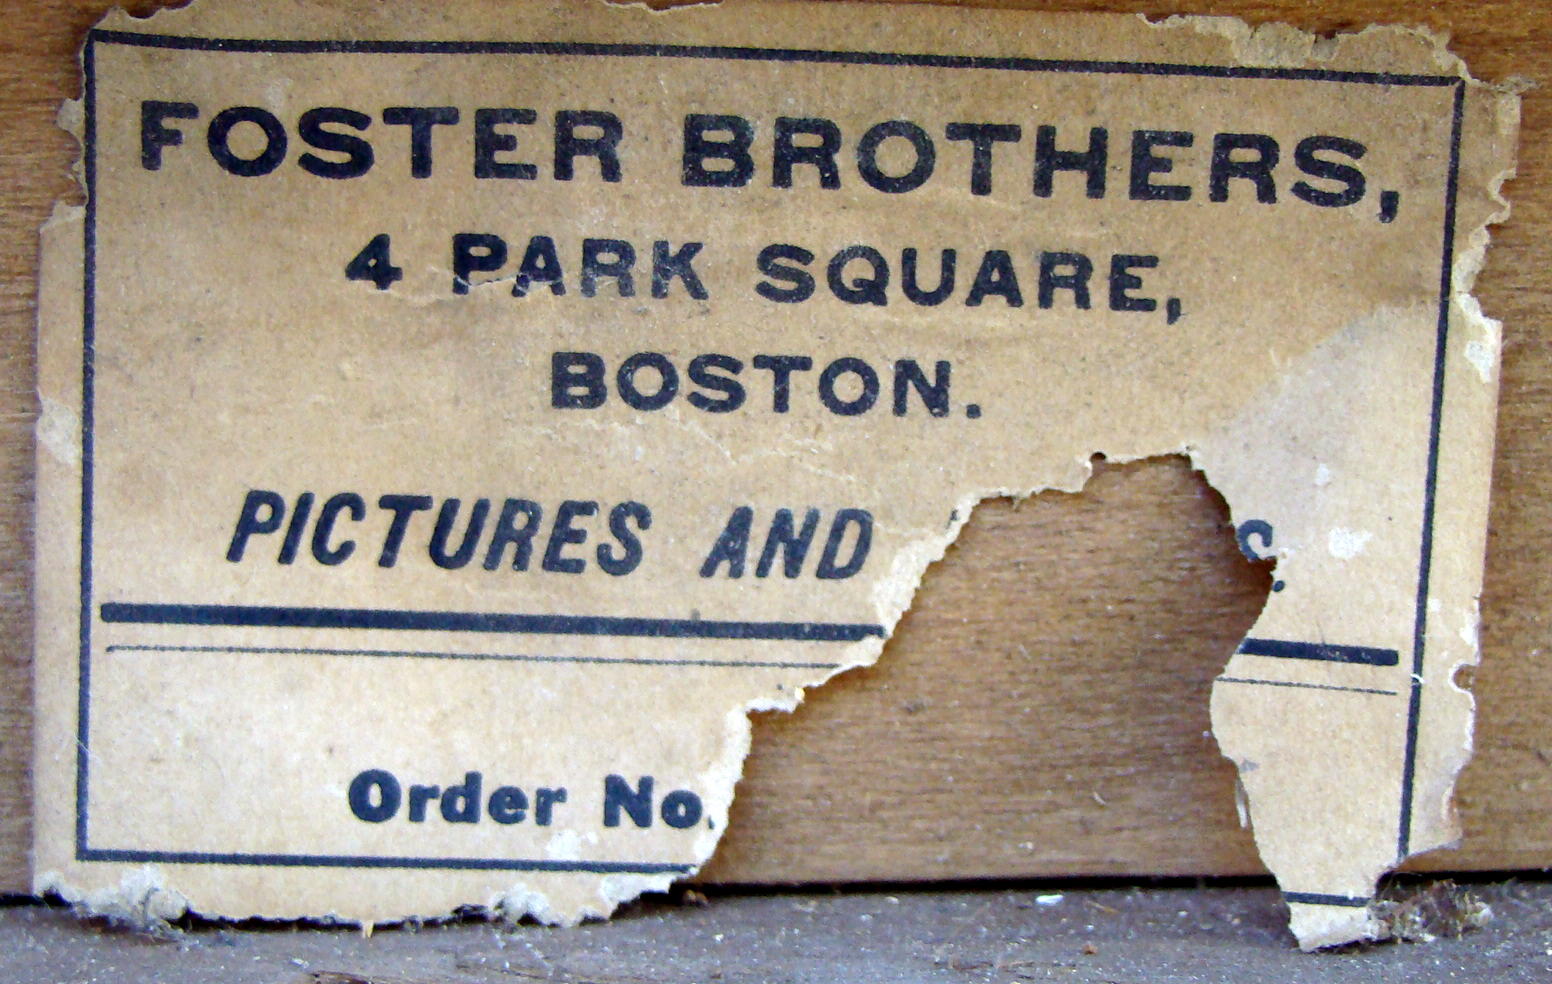 FOSTER BROTHERS,
4 PARK SQUARE,
BOSTON.
PICTURES AND
Order No.